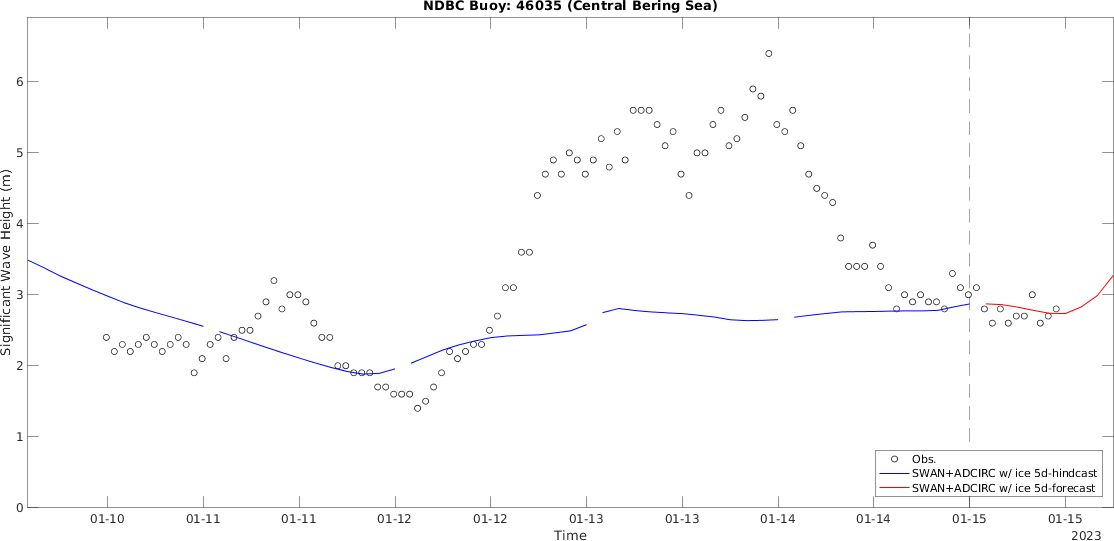 NDBC Buoy: 46035 (Central Bering Sea)
Significant Wave Height (m)
6
5
4
3
2
1
0
Obs.
SWAN+ADCIRC w/ ice 5d-hindcast
SWAN+ADCIRC w/ ice 5d-forecast
01-10 01-11 01-11 01-12 01-12 01-13 01-13 01-14 01-14 01-15 01-15
Time
2023